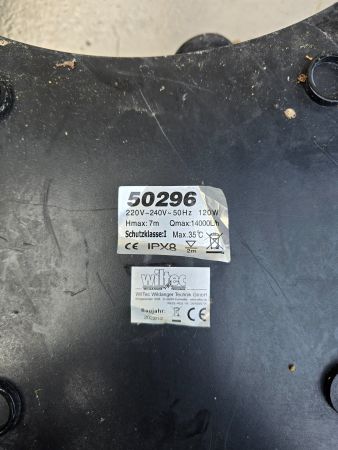 50296
220V~240V~50Hz 120W
Hmax: 7m Qmax: 14000L/h
Schutzklasse: I Max. 35°C
CE IPX8 2m
wiltec
WilTec Wildanger Technik GmbH
Baujahr:
CE